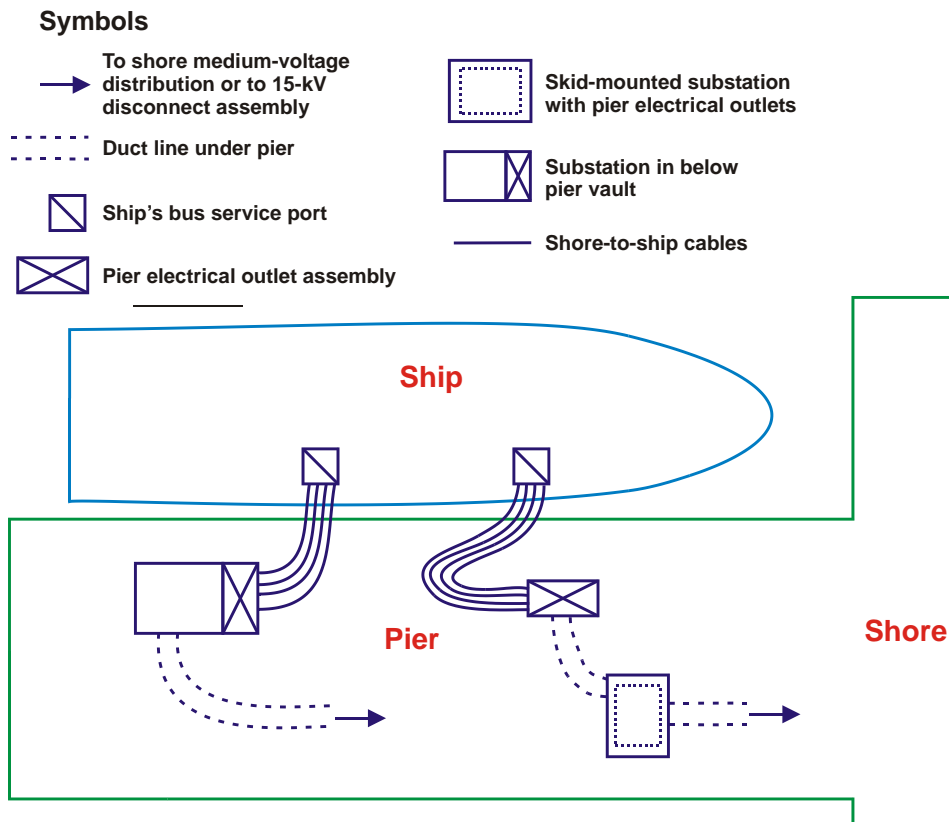 Symbols
To shore medium-voltage
distribution or to 15-kV
disconnect assembly
Duct line under pier
Ship's bus service port
Pier electrical outlet assembly
Skid-mounted substation
with pier electrical outlets
Substation in below
pier vault
Shore-to-ship cables
Ship
Pier
Shore